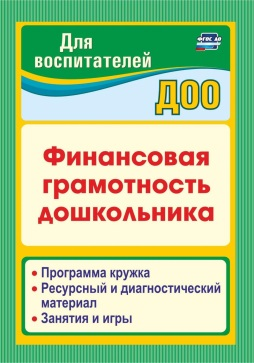 Для
воспитателей
ФГОС ДО
ДОО
Финансовая
грамотность
дошкольника
• Программа кружка
• Ресурсный и диагностический
материал
• Занятия и игры